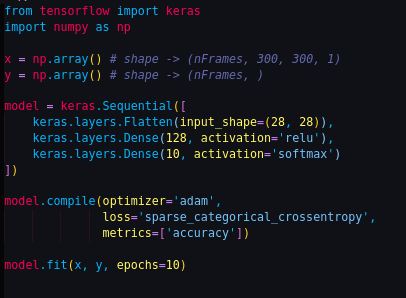 from tensorflow import keras
import numpy as np

x = np.array() # shape -> (nFrames, 300, 300, 1)
y = np.array() # shape -> (nFrames, )

model = keras.Sequential([
    keras.layers.Flatten(input_shape=(28, 28)),
    keras.layers.Dense(128, activation='relu'),
    keras.layers.Dense(10, activation='softmax')
])

model.compile(optimizer='adam',
              loss='sparse_categorical_crossentropy',
              metrics=['accuracy'])

model.fit(x, y, epochs=10)